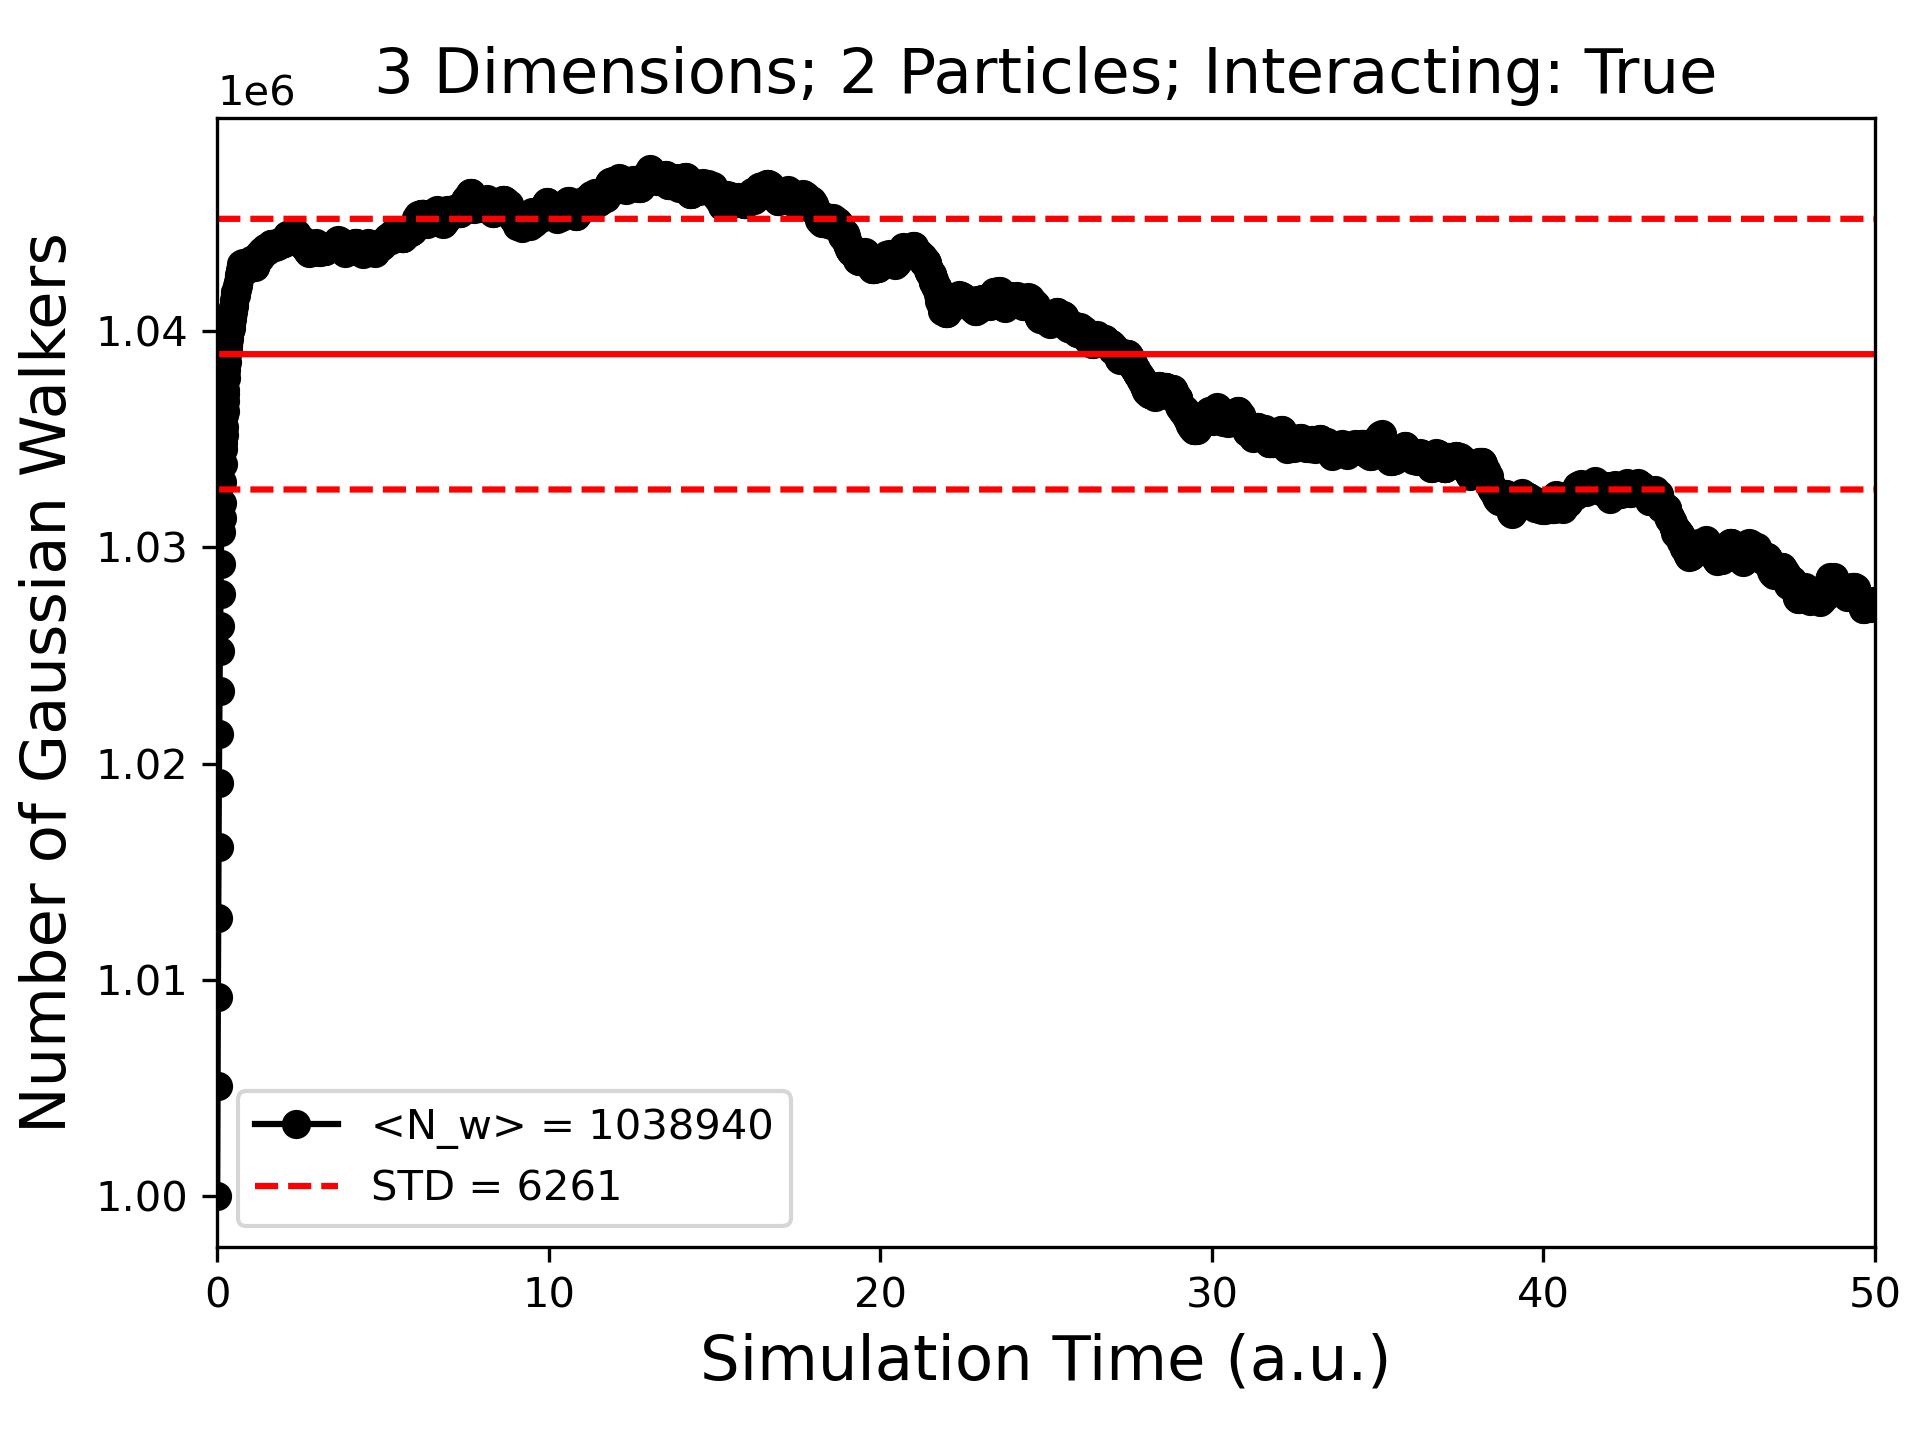 3 Dimensions; 2 Particles; Interacting: True
1e6
Number of Gaussian Walkers
1.04
1.03
1.02
1.01
1.00
<N_w> = 1038940
STD = 6261
0 10 20 30 40 50
Simulation Time (a.u.)